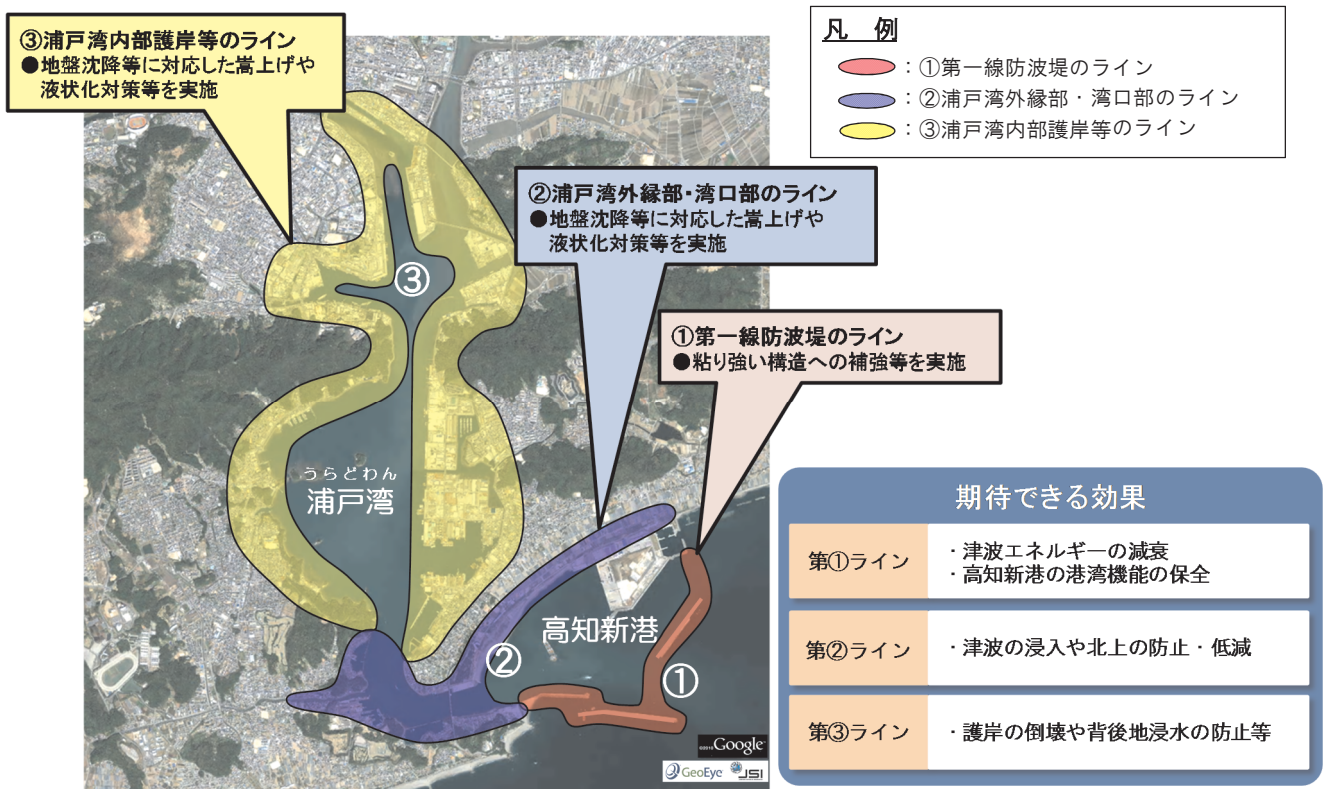 ③浦戸湾内部護岸等のライン
●地盤沈降等に対応した嵩上げや
液状化対策等を実施
凡 例
：①第一線防波堤のライン
：②浦戸湾外縁部・湾口部のライン
：③浦戸湾内部護岸等のライン
②浦戸湾外縁部・湾口部のライン
●地盤沈降等に対応した嵩上げや
液状化対策等を実施
③
①第一線防波堤のライン
●粘り強い構造への補強等を実施
うらどわん
浦戸湾
高知新港
②
①
期待できる効果
第①ライン
・津波エネルギーの減衰
・高知新港の港湾機能の保全
第②ライン
・津波の浸入や北上の防止・低減
第③ライン
・護岸の倒壊や背後地浸水の防止等
©2010 Google
GeoEye
JSI